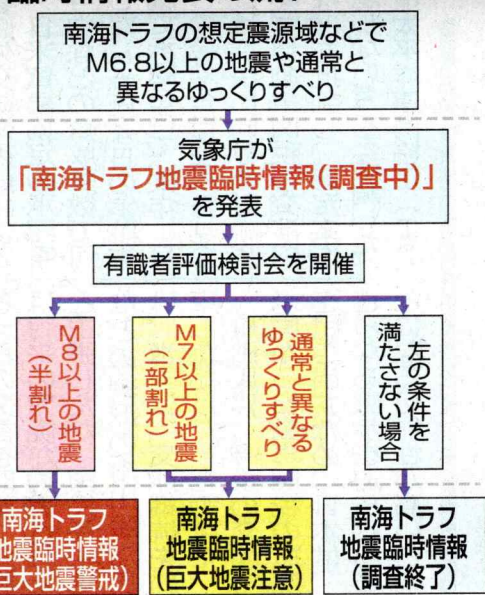 南海トラフの想定震源域などで
M6.8以上の地震や通常と
異なるゆっくりすべり
気象庁が
「南海トラフ地震臨時情報(調査中)」
を発表
有識者評価検討会を開催
M8以上の地震
(半割れ)
M7以上の地震
(一部割れ)
通常と異なる
ゆっくりすべり
左の条件を
満たさない場合
南海トラフ
地震臨時情報
巨大地震警戒)
南海トラフ
地震臨時情報
(巨大地震注意)
南海トラフ
地震臨時情報
(調査終了)